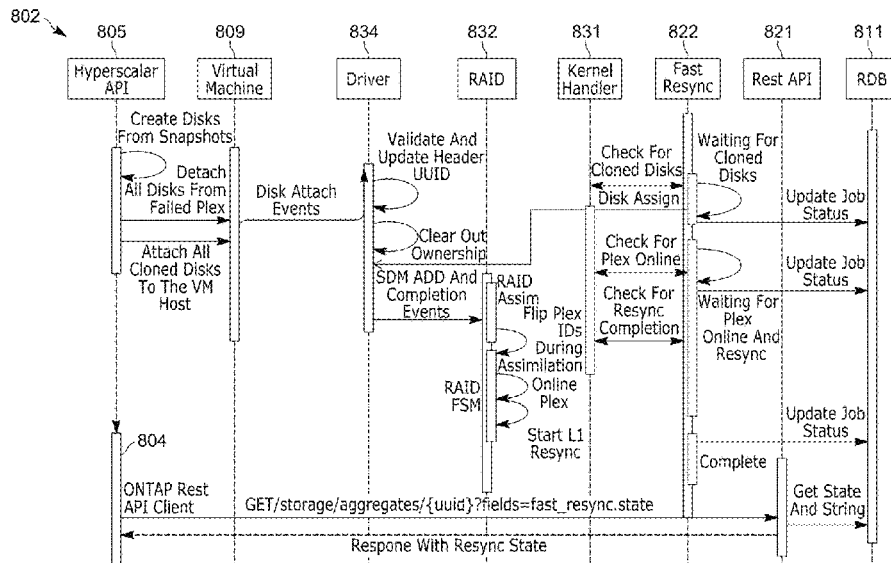 802
805
809
834
832
831
822
821
811
Hyperscalar
API
Virtual
Machine
Driver
RAID
Kernel
Handler
Fast
Resync
Rest API
RDB
Create Disks
From Snapshots
Detach
All Disks From
Failed Plex
Attach All
Cloned Disks
To The VM
Host
Disk Attach
Events
Validate And
Update Header
UUID
Clear Out
Ownership
SDM ADD And
Completion
Events
RAID
Assim
Flip Plex
IDs
During
Assimilation
RAID
FSM
Online
Plex
Start L1
Resync
Check For
Cloned Disks
Disk Assign
Check For
Plex Online
Check For
Resync
Completion
Waiting For
Cloned
Disks
Update Job
Status
Update Job
Status
Waiting For
Plex
Online And
Resync
Update Job
Status
Complete
804
ONTAP Rest
API Client
GET/storage/aggregates/{uuid}?fields=fast_resync.state
Get State
And String
Respone With Resync State